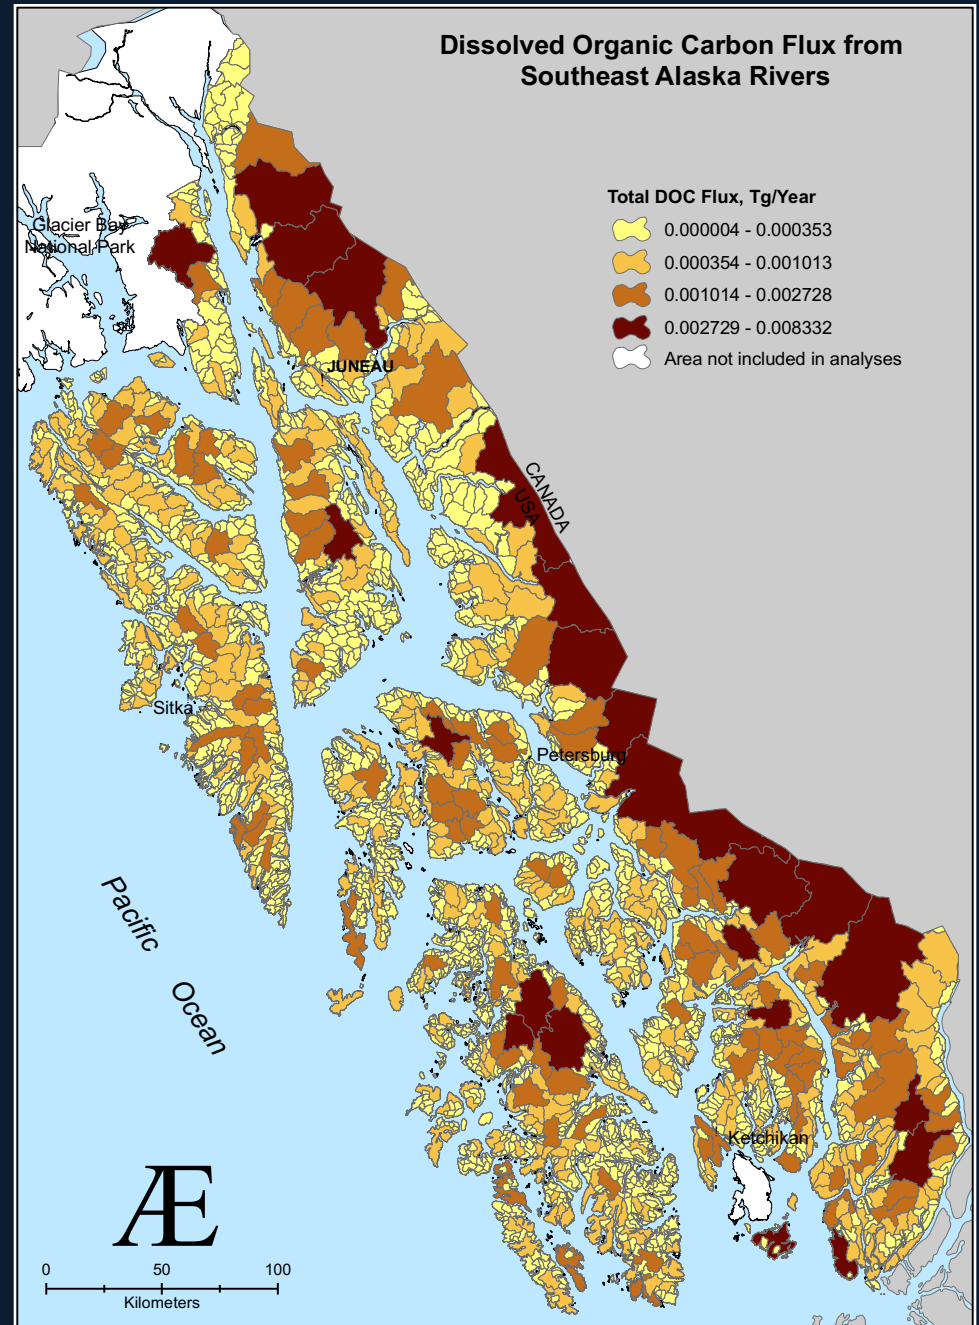 Dissolved Organic Carbon Flux from
Southeast Alaska Rivers
Total DOC Flux, Tg/Year
0.000004 - 0.000353
0.000354 - 0.001013
0.001014 - 0.002728
0.002729 - 0.008332
Area not included in analyses
Glacier Bay
National Park
JUNEAU
CANADA
USA
Sitka
Petersburg
Pacific
Ocean
Ketchikan
Æ
0 50 100
Kilometers